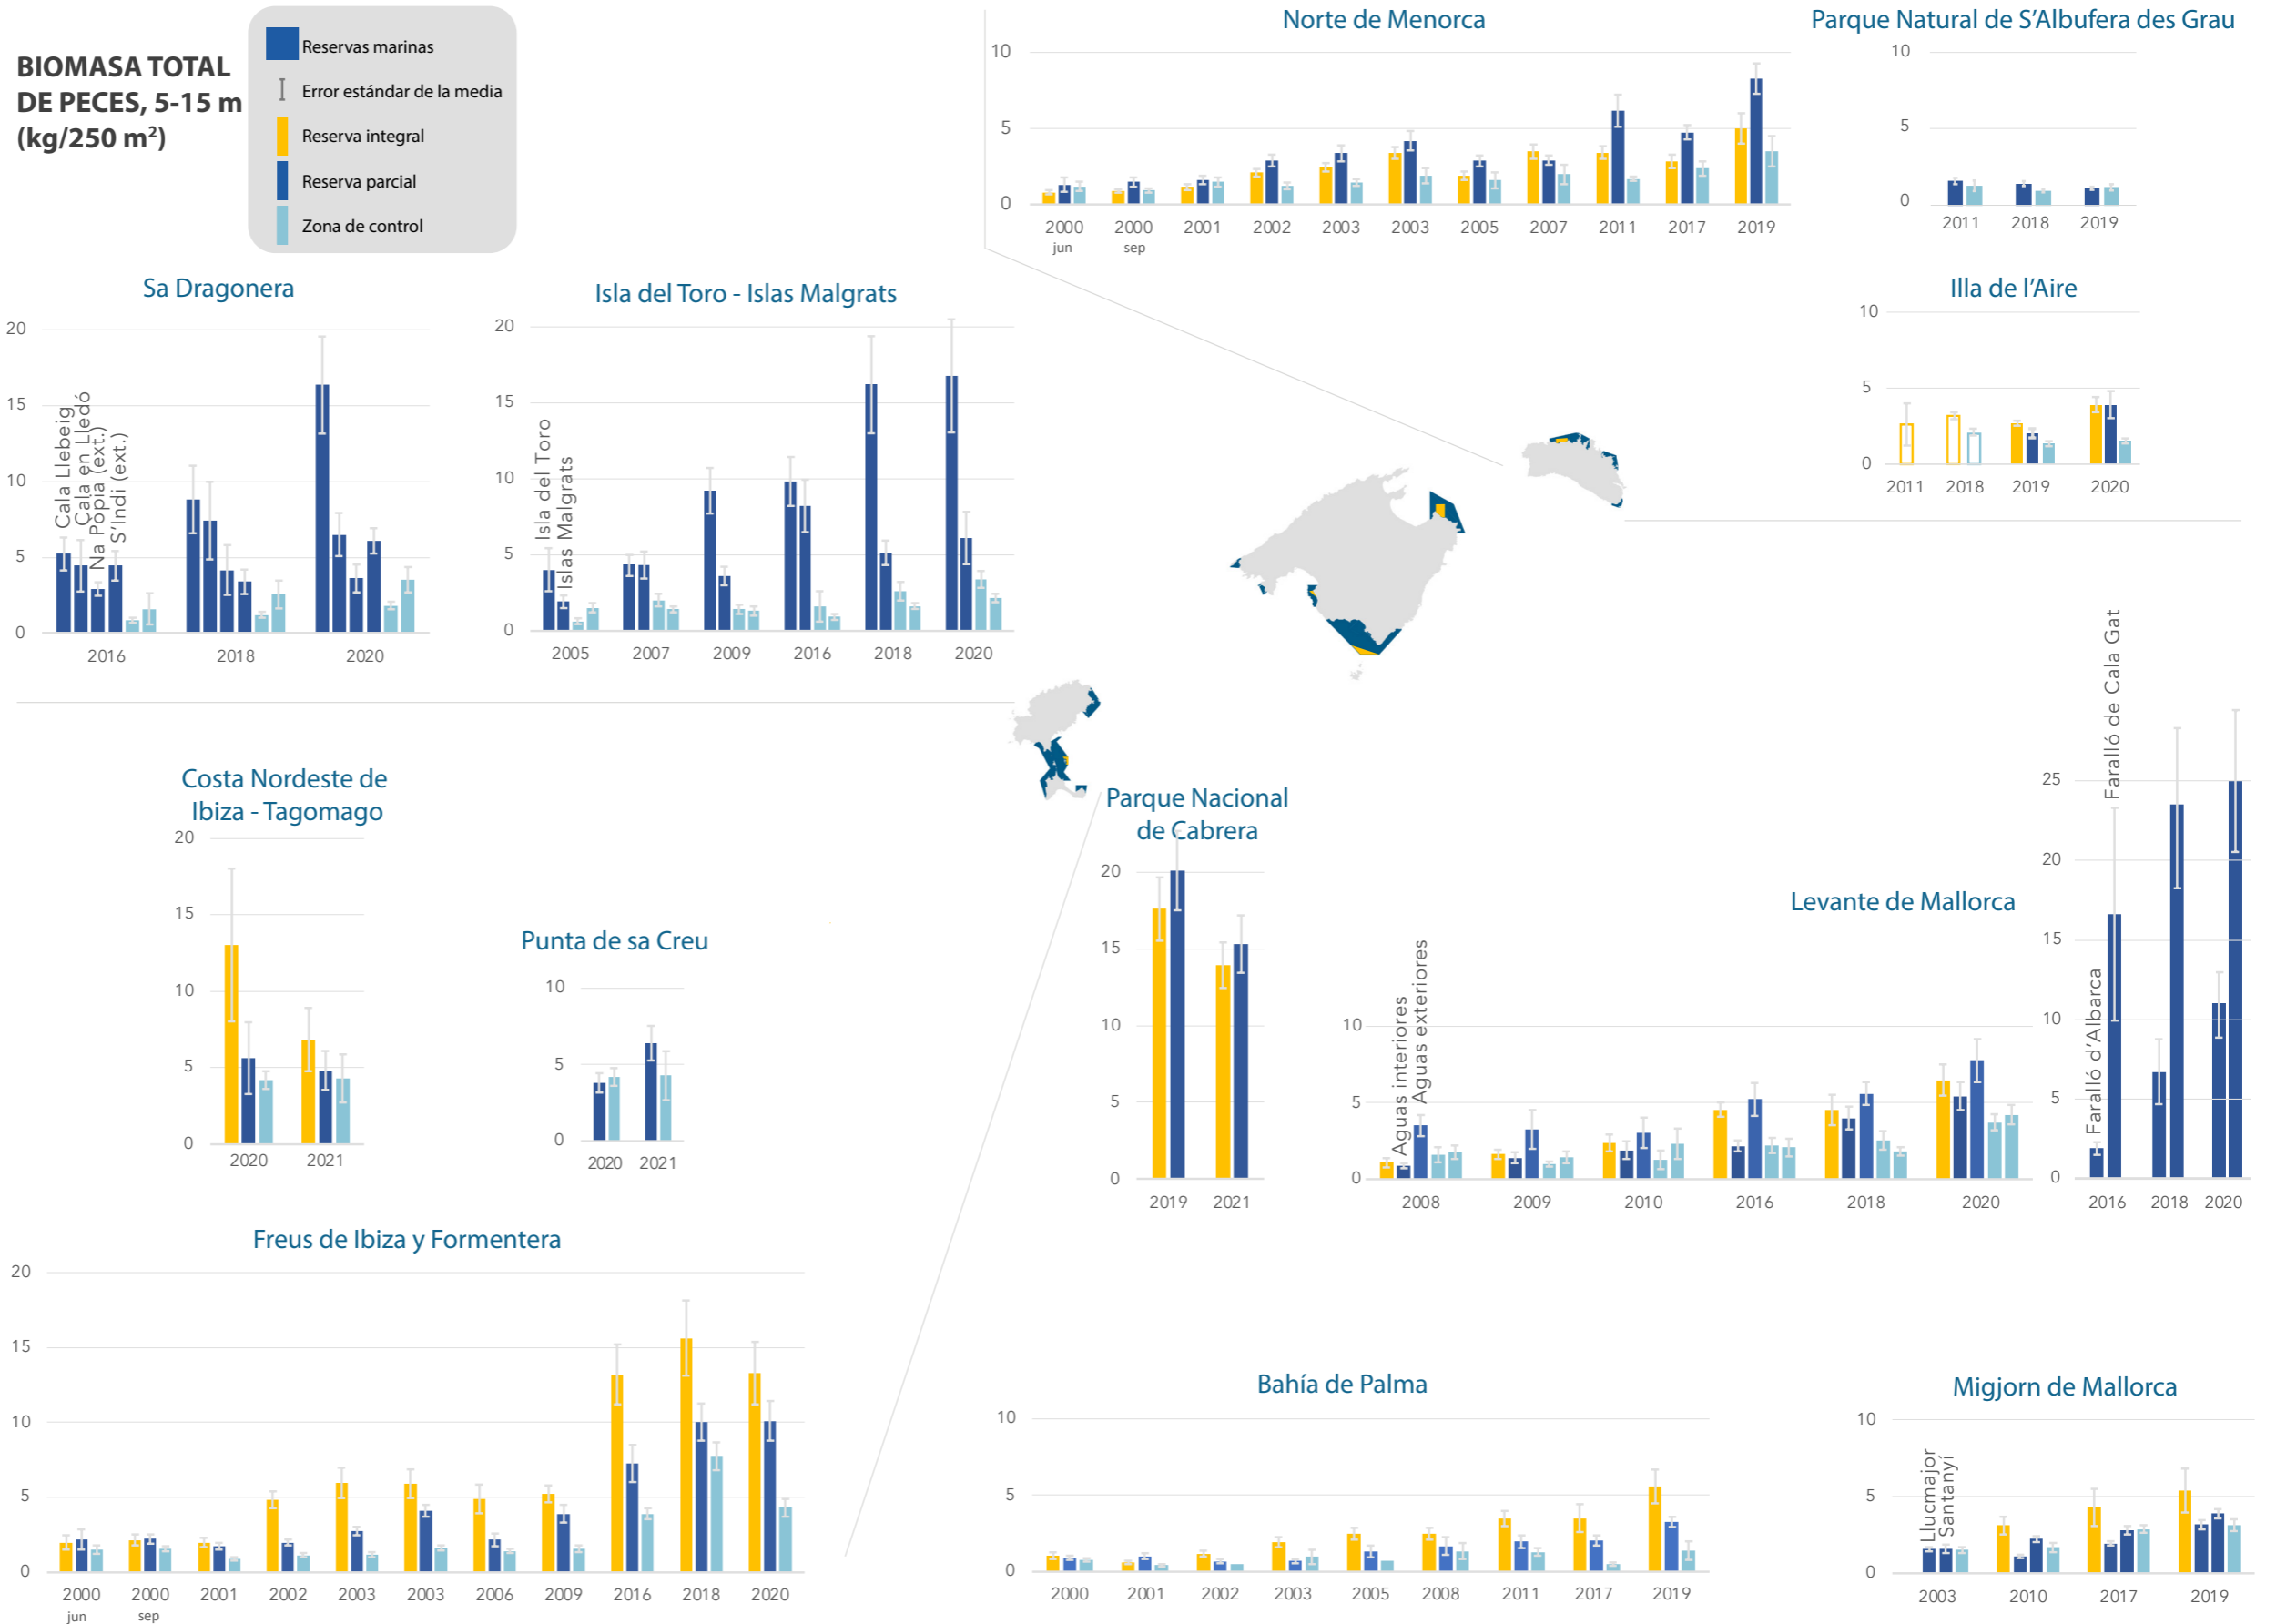 BIOMASA TOTAL
DE PECES, 5-15 m
(kg/250 m²)
Reservas marinas
Error estándar de la media
Reserva integral
Reserva parcial
Zona de control
Norte de Menorca
10
5
0
2000 2000 2001 2002 2003 2003 2005 2007 2011 2017 2019
jun sep
Parque Natural de S'Albufera des Grau
10
5
0
2011 2018 2019
Sa Dragonera
20
15
10
5
0
Cala Llebeig
Cala en Lledó
Na Pòpia (ext.)
S'Indi (ext.)
2016 2018 2020
Isla del Toro - Islas Malgrats
20
15
10
5
0
Isla del Toro
Islas Malgrats
2005 2007 2009 2016 2018 2020
Illa de l'Aire
10
5
0
2011 2018 2019 2020
Costa Nordeste de
Ibiza - Tagomago
20
15
10
5
0
2020 2021
Punta de sa Creu
10
5
0
2020 2021
Parque Nacional
de Cabrera
20
15
10
5
0
2019 2021
Levante de Mallorca
10
5
0
Aguas interiores
Aguas exteriores
2008 2009 2010 2016 2018 2020
25
20
15
10
5
0
Faralló d'Albarca
Faralló de Cala Gat
2016 2018 2020
Freus de Ibiza y Formentera
20
15
10
5
0
2000 2000 2001 2002 2003 2003 2006 2009 2016 2018 2020
jun sep
Bahía de Palma
10
5
0
2000 2001 2002 2003 2005 2008 2011 2017 2019
Migjorn de Mallorca
10
5
0
Llucmajor
Santanyí
2003 2010 2017 2019